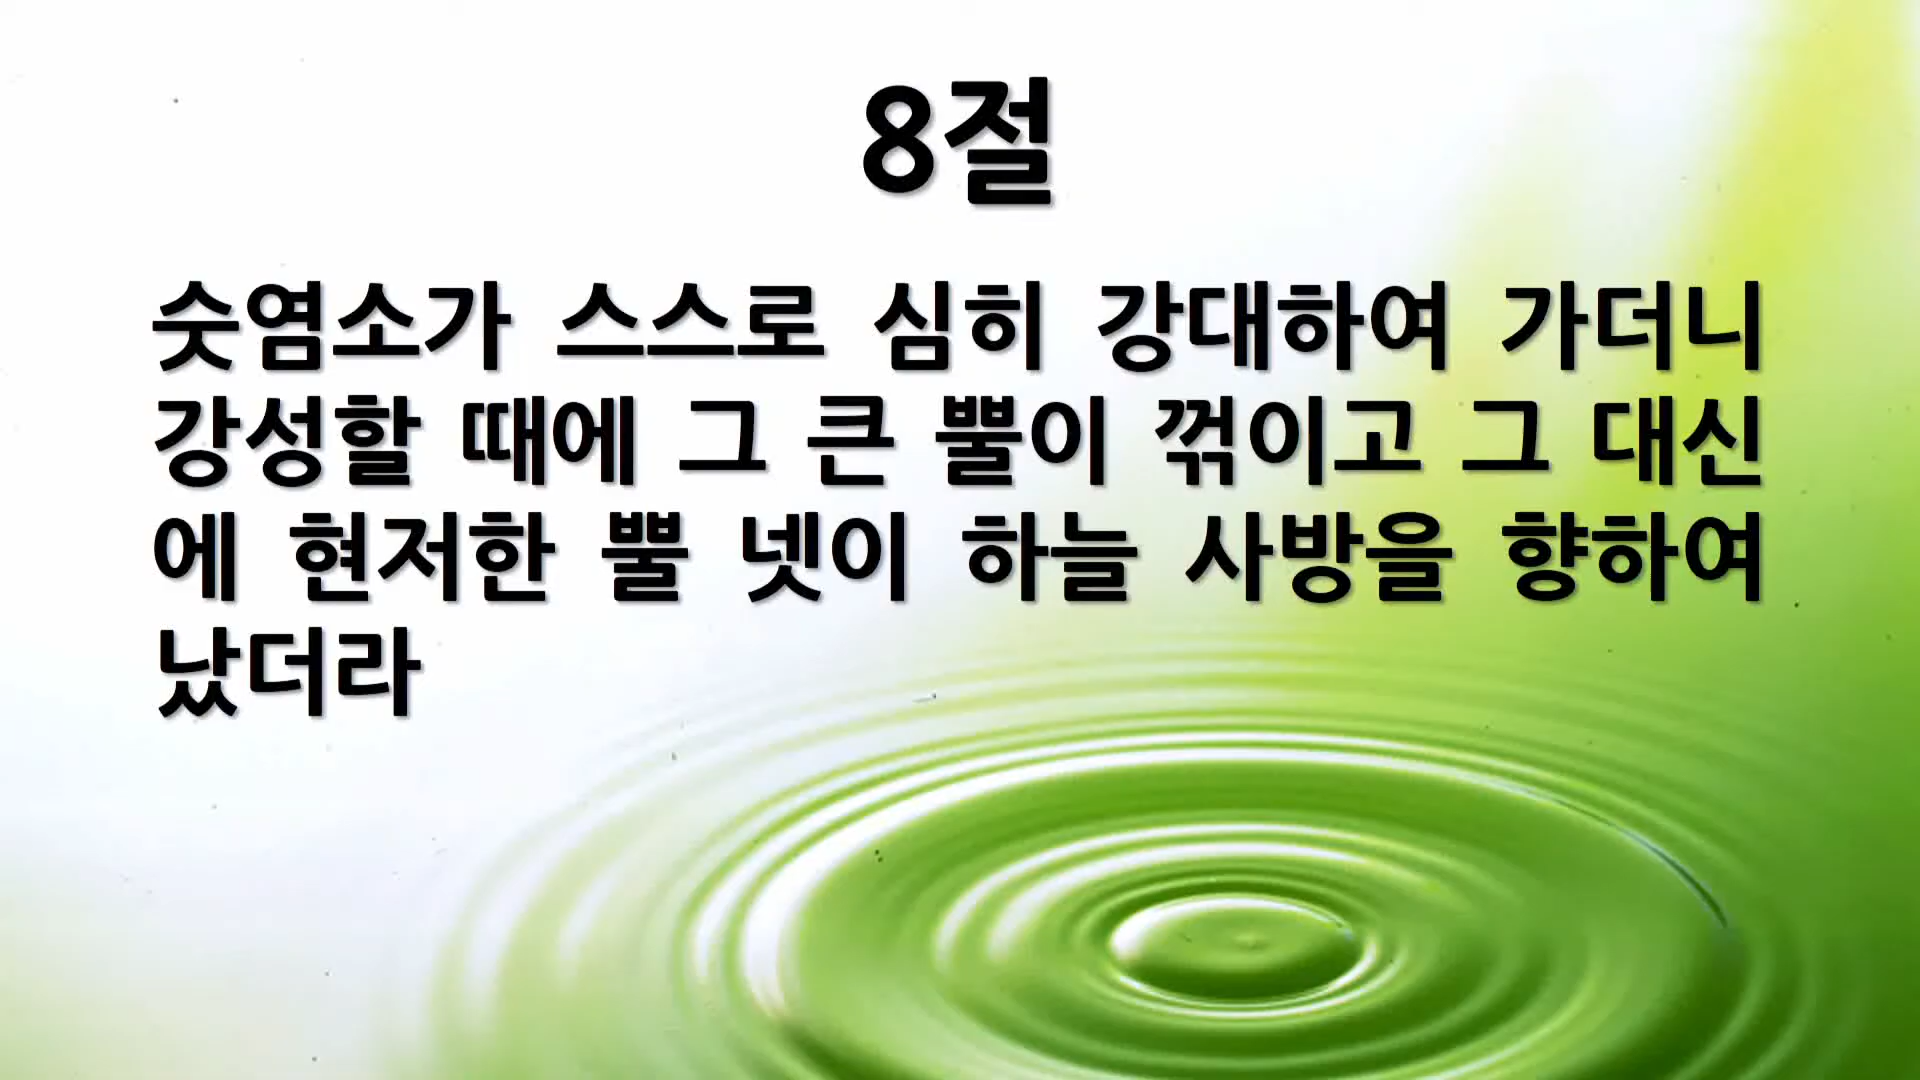 8절
숫염소가 스스로 심히 강대하여 가더니
강성할 때에 그 큰 뿔이 꺾이고 그 대신
에 현저한 뿔 넷이 하늘 사방을 향하여
났더라